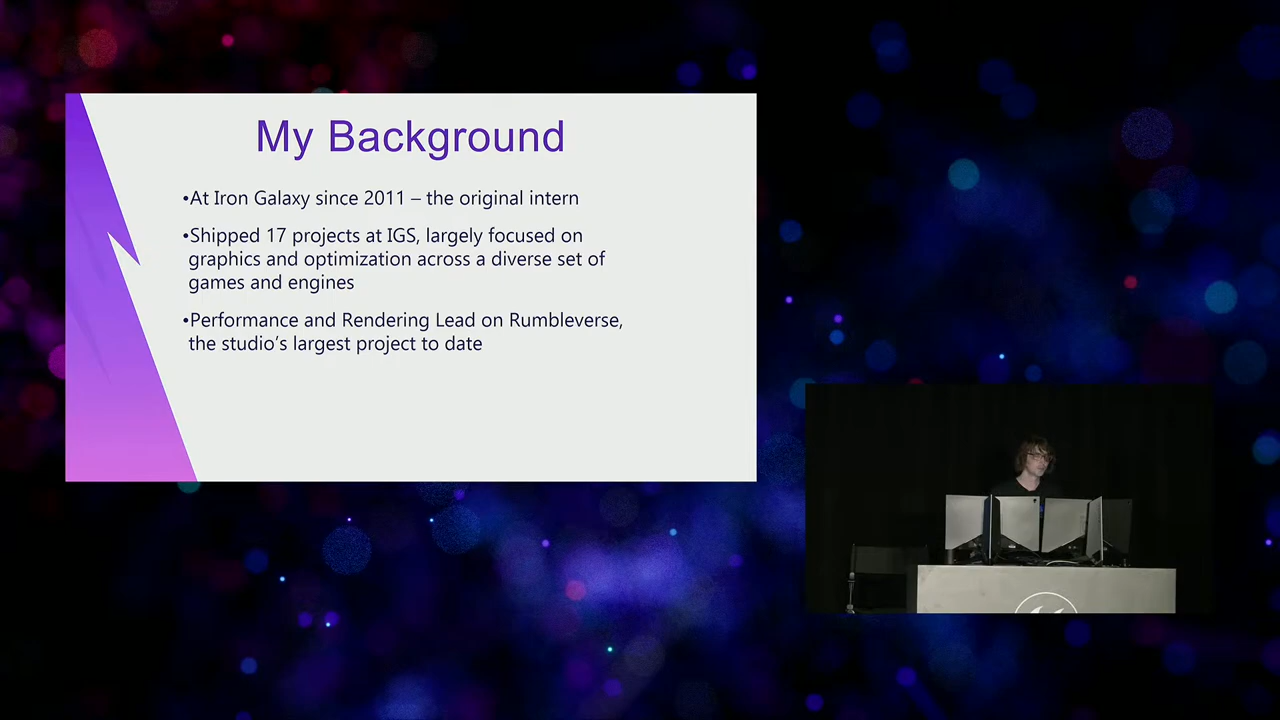 My Background
•At Iron Galaxy since 2011 – the original intern
•Shipped 17 projects at IGS, largely focused on
graphics and optimization across a diverse set of
games and engines
•Performance and Rendering Lead on Rumbleverse,
the studio's largest project to date